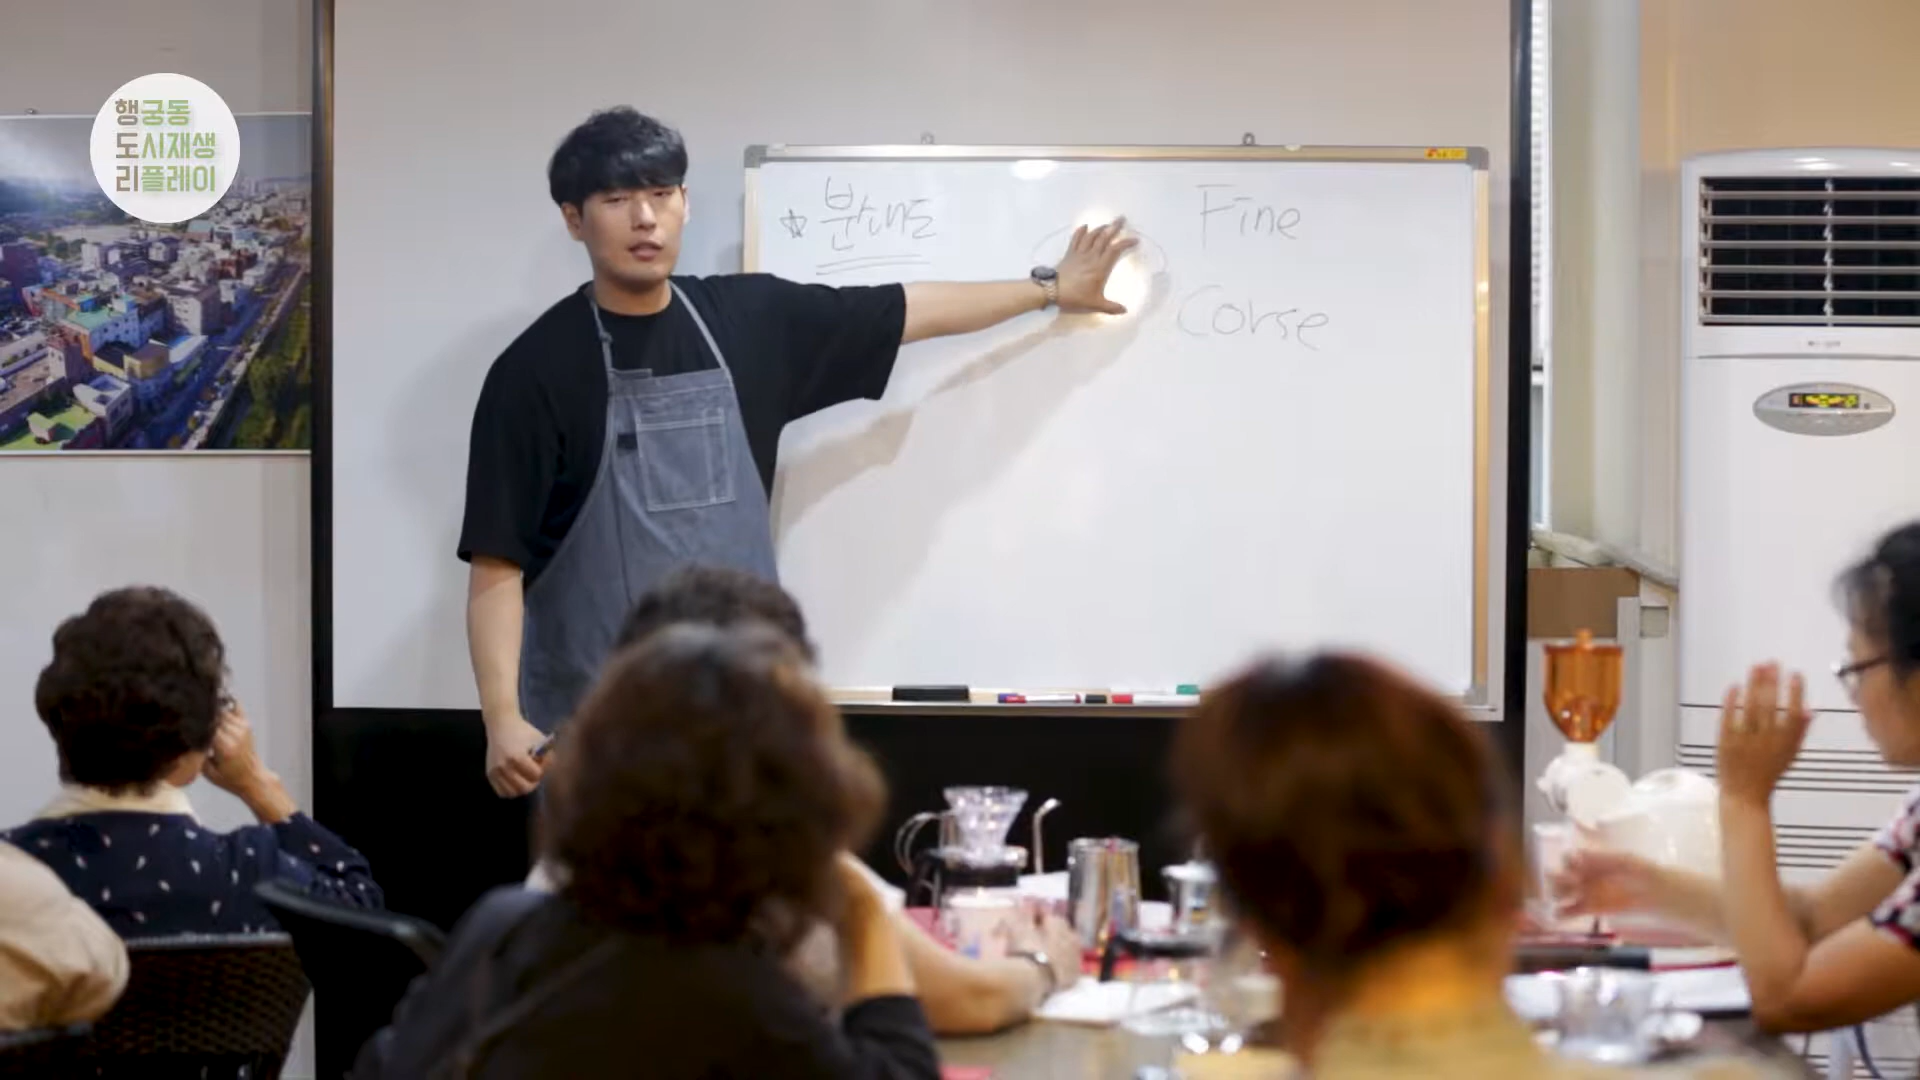 행궁동
도시재생
리플레이
☆ 분쇄도
Fine
Corse